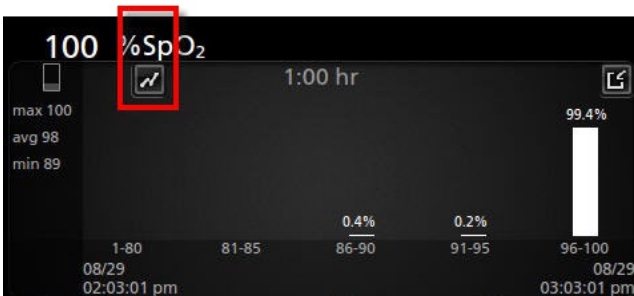 100 %SpO₂
1:00 hr
max 100
avg 98
min 89
99.4%
0.4%
0.2%
1-80 81-85 86-90 91-95 96-100
08/29 08/29
02:03:01 pm 03:03:01 pm